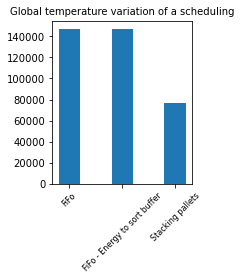 Global temperature variation of a scheduling
140000
120000
100000
80000
60000
40000
20000
0
FiFo
FiFo - Energy to sort buffer
Stacking pallets